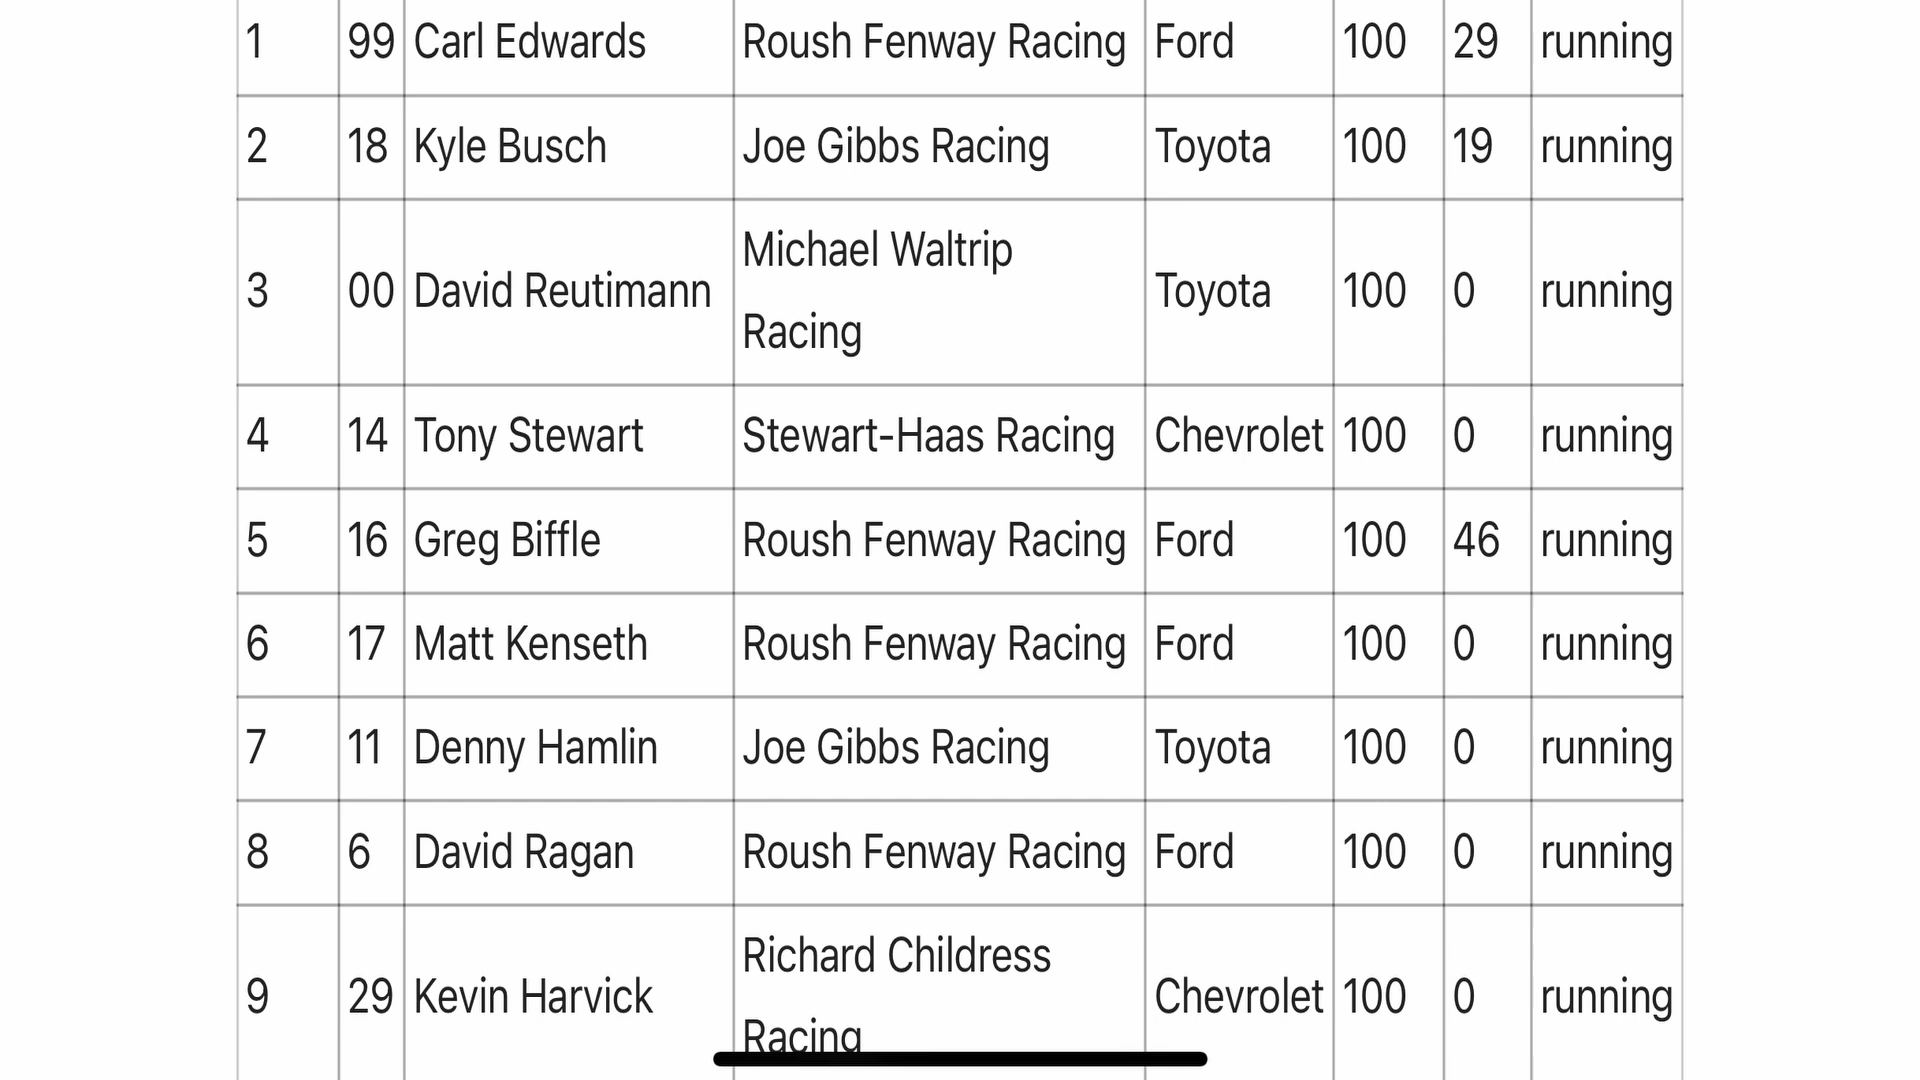 1 99 Carl Edwards Roush Fenway Racing Ford 100 29 running
2 18 Kyle Busch Joe Gibbs Racing Toyota 100 19 running
3 00 David Reutimann Michael Waltrip Racing Toyota 100 0 running
4 14 Tony Stewart Stewart-Haas Racing Chevrolet 100 0 running
5 16 Greg Biffle Roush Fenway Racing Ford 100 46 running
6 17 Matt Kenseth Roush Fenway Racing Ford 100 0 running
7 11 Denny Hamlin Joe Gibbs Racing Toyota 100 0 running
8 6 David Ragan Roush Fenway Racing Ford 100 0 running
9 29 Kevin Harvick Richard Childress Racing Chevrolet 100 0 running